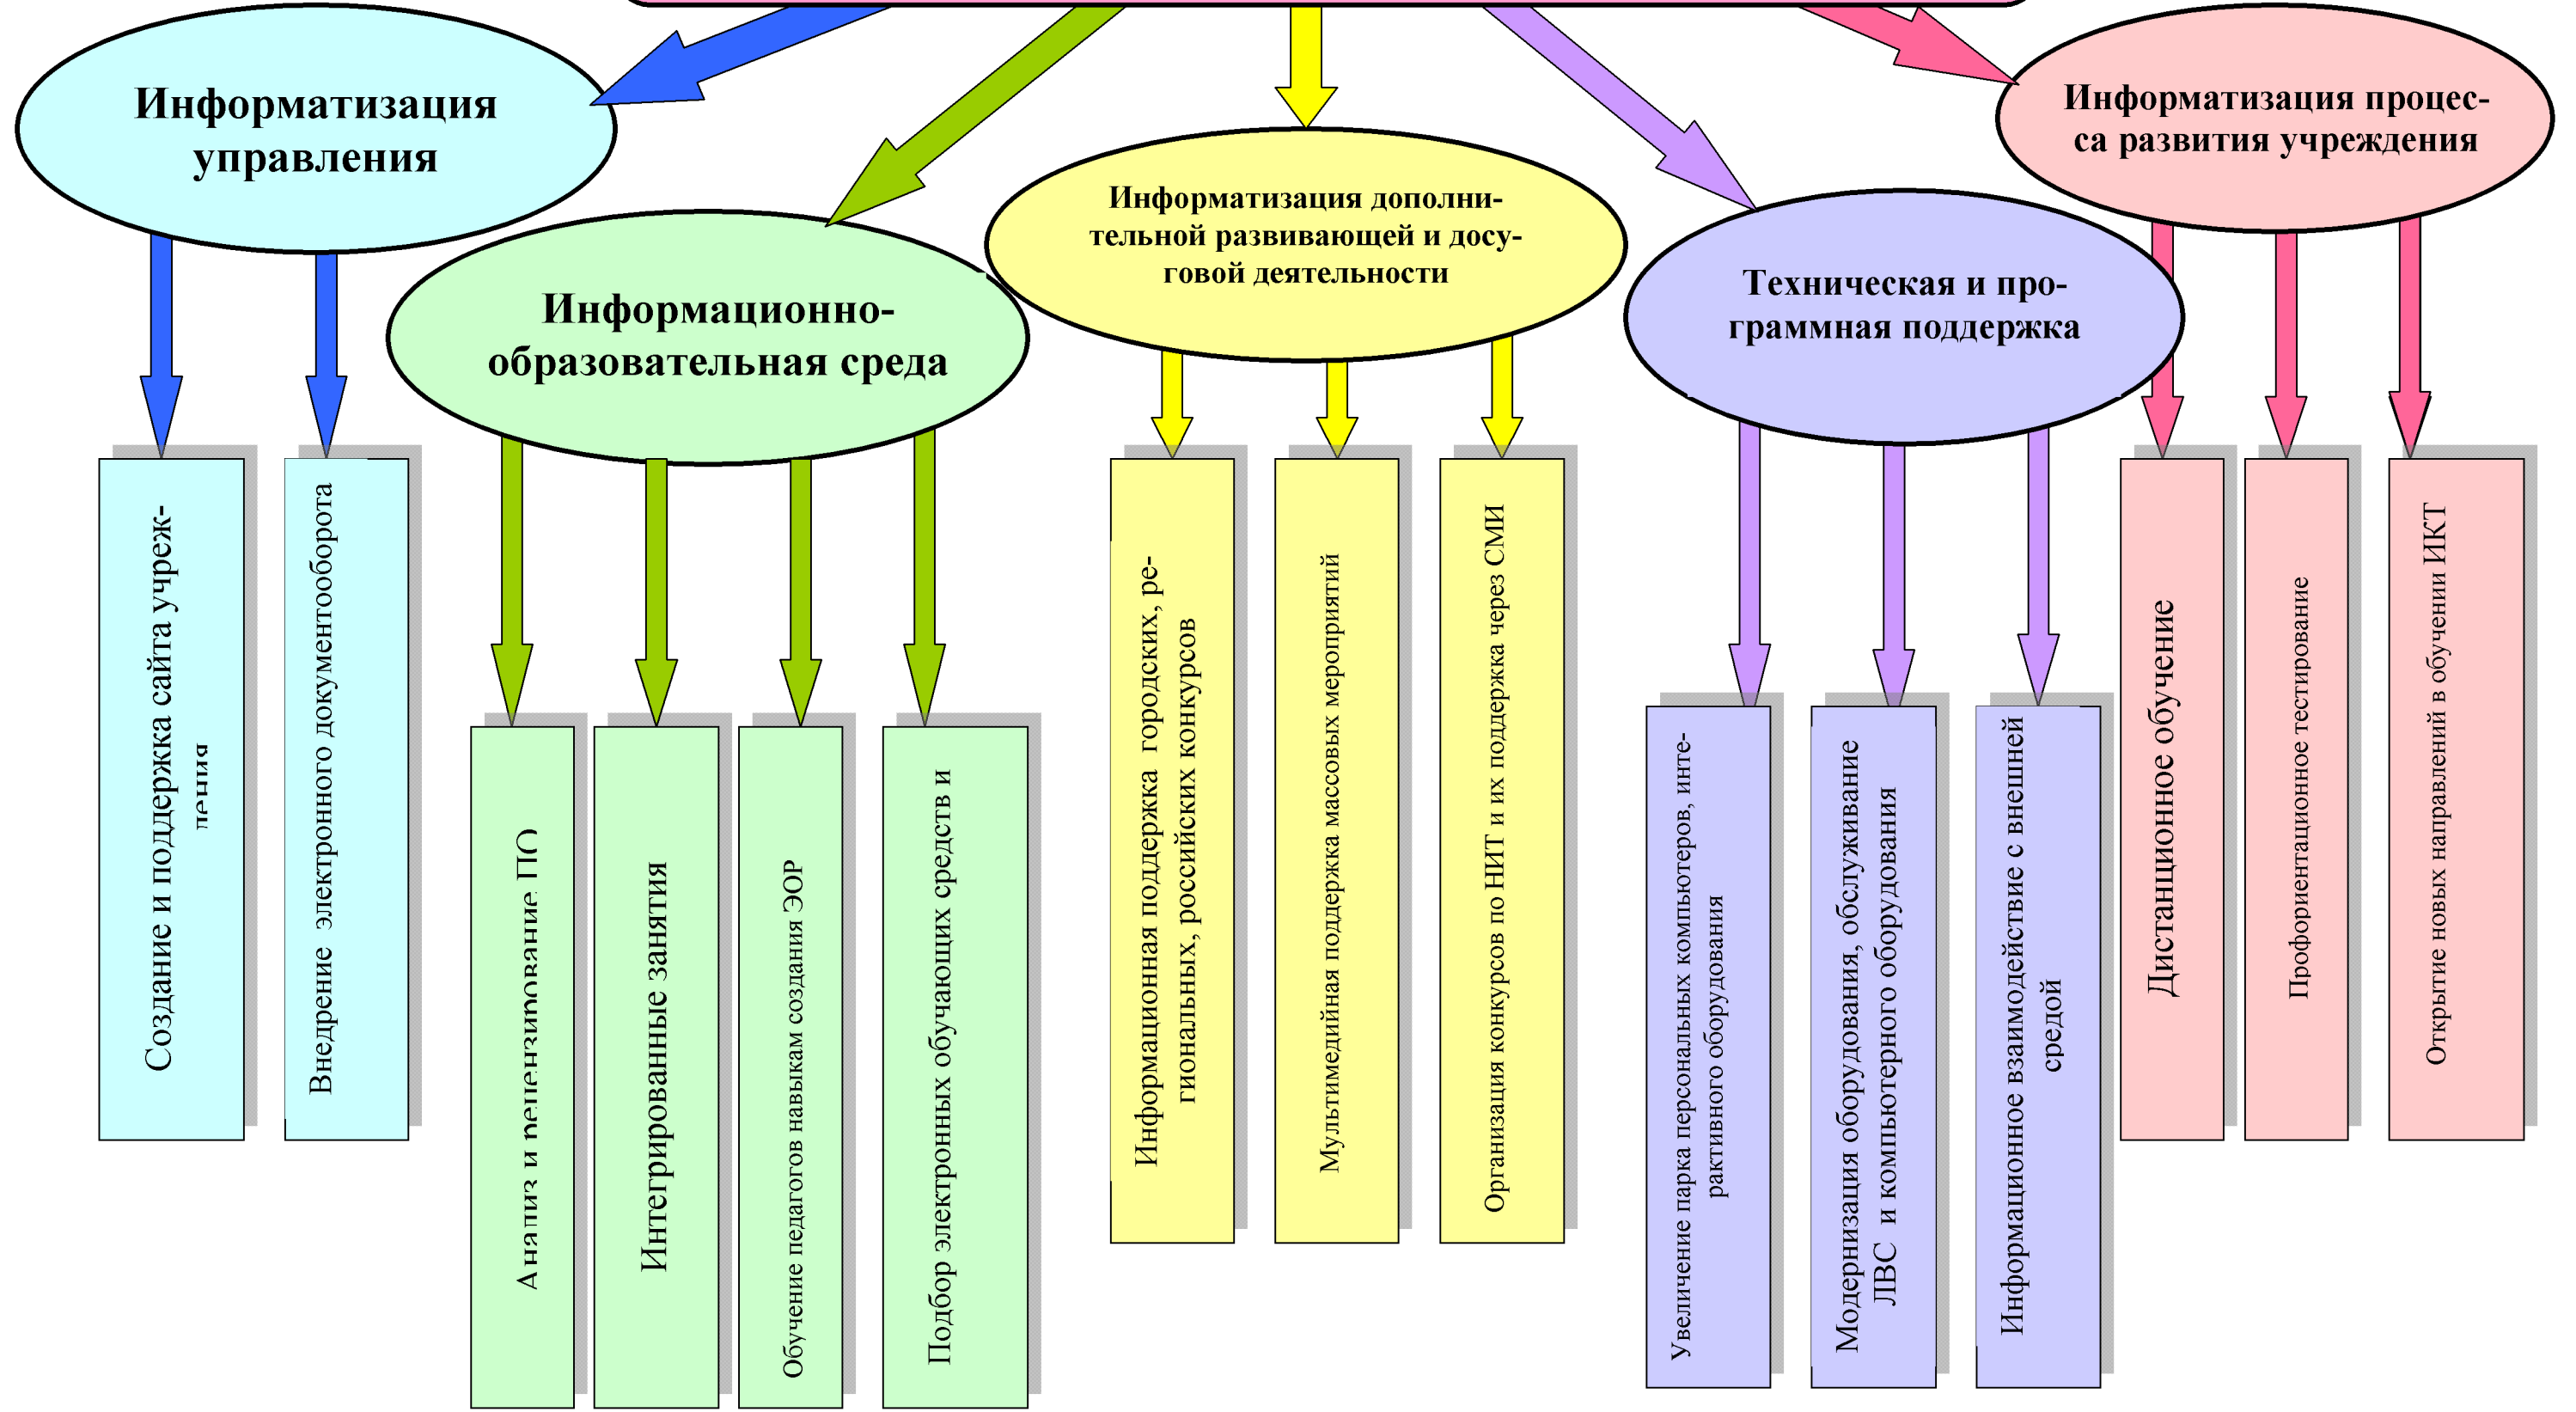 Информатизация
управления
Информационно-
образовательная среда
Информатизация дополни-
тельной развивающей и досу-
говой деятельности
Техническая и про-
граммная поддержка
Информатизация процес-
са развития учреждения
Создание и поддержка сайта учреж-
дения
Внедрение электронного документооборота
Анализ и рецензирование ПО
Интегрированные занятия
Обучение педагогов навыкам создания ЭОР
Подбор электронных обучающих средств и
Информационная поддержка городских, ре-
гиональных, российских конкурсов
Мультимедийная поддержка массовых мероприятий
Организация конкурсов по НИТ и их поддержка через СМИ
Увеличение парка персональных компьютеров, инте-
рактивного оборудования
Модернизация оборудования, обслуживание
ЛВС и компьютерного оборудования
Информационное взаимодействие с внешней
средой
Дистанционное обучение
Профориентационное тестирование
Открытие новых направлений в обучении ИКТ